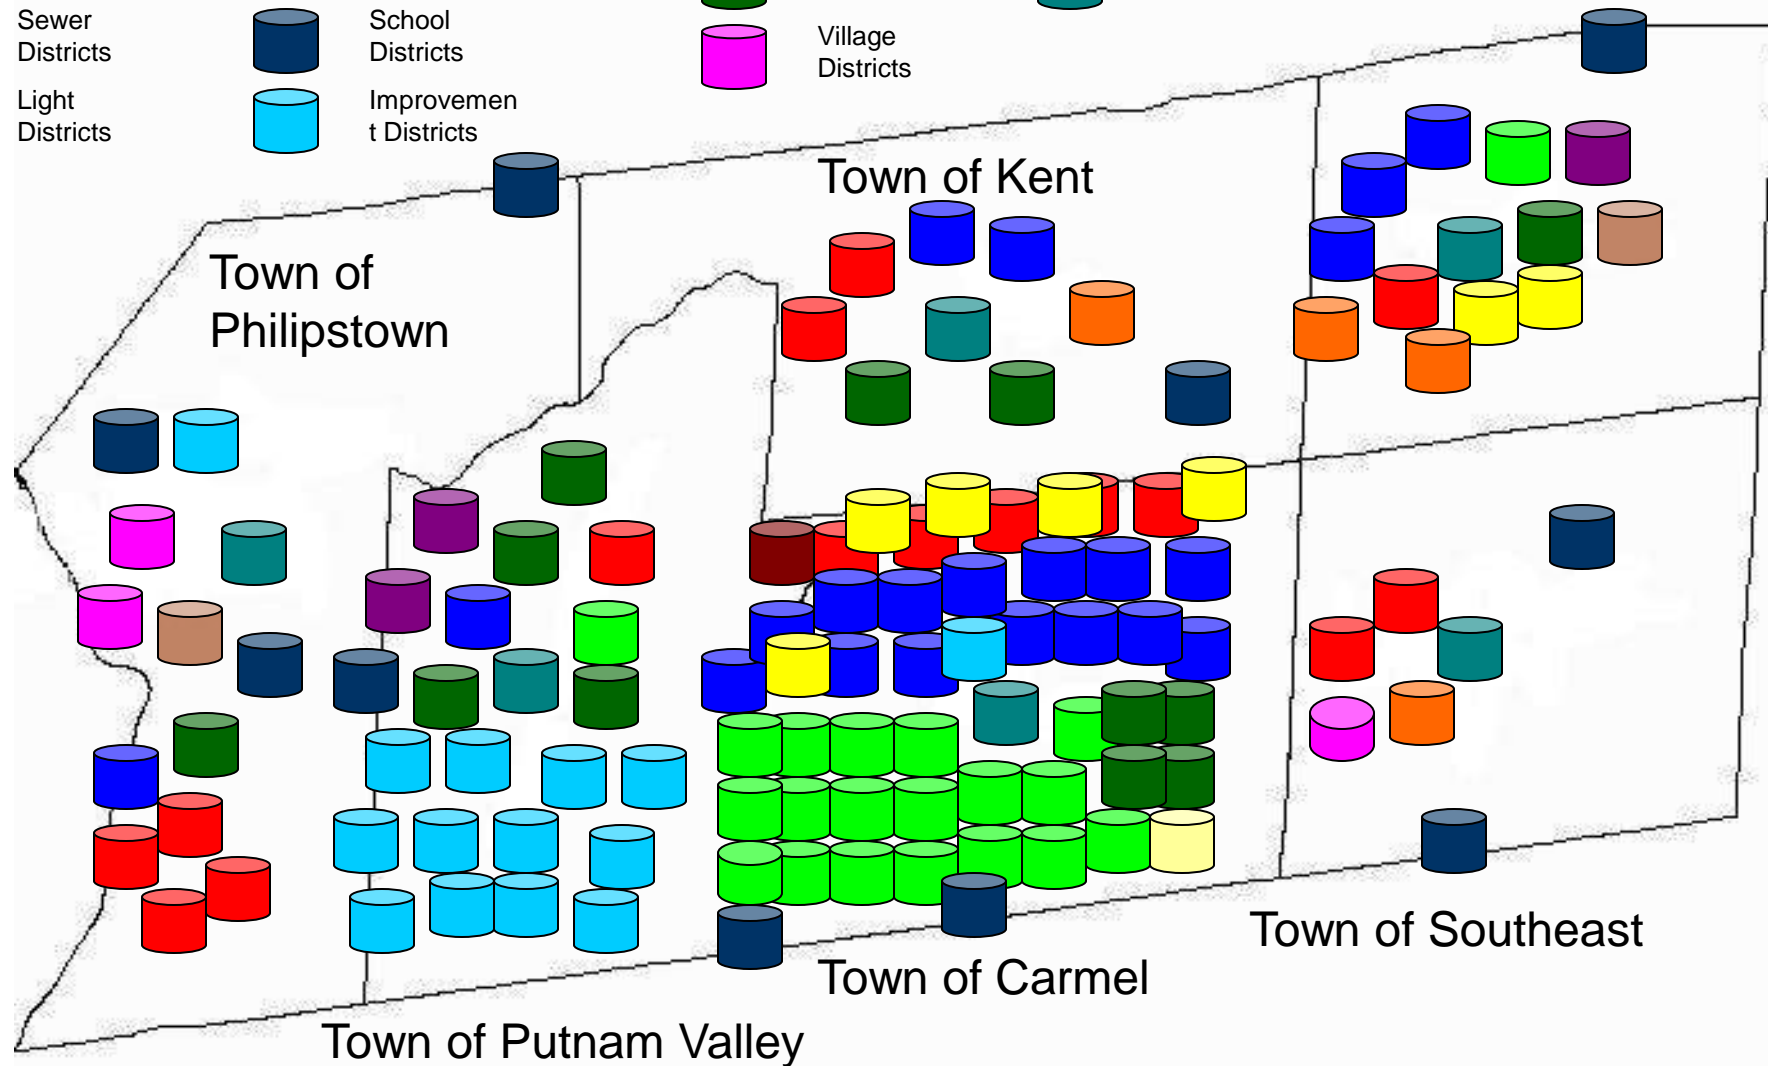 Sewer
Districts
School
Districts
Village
Districts
Light
Districts
Improvemen
t Districts
Town of Kent
Town of
Philipstown
Town of Southeast
Town of Carmel
Town of Putnam Valley